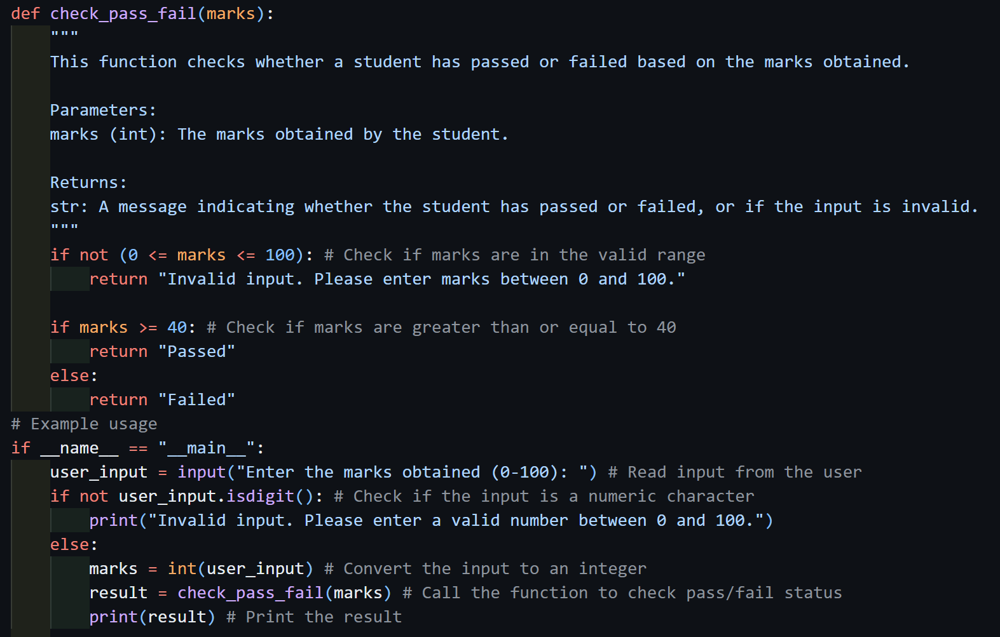 def check_pass_fail(marks):
    """
    This function checks whether a student has passed or failed based on the marks obtained.

    Parameters:
    marks (int): The marks obtained by the student.

    Returns:
    str: A message indicating whether the student has passed or failed, or if the input is invalid.
    """
    if not (0 <= marks <= 100): # Check if marks are in the valid range
        return "Invalid input. Please enter marks between 0 and 100."

    if marks >= 40: # Check if marks are greater than or equal to 40
        return "Passed"
    else:
        return "Failed"
# Example usage
if __name__ == "__main__":
    user_input = input("Enter the marks obtained (0-100): ") # Read input from the user
    if not user_input.isdigit(): # Check if the input is a numeric character
        print("Invalid input. Please enter a valid number between 0 and 100.")
    else:
        marks = int(user_input) # Convert the input to an integer
        result = check_pass_fail(marks) # Call the function to check pass/fail status
        print(result) # Print the result